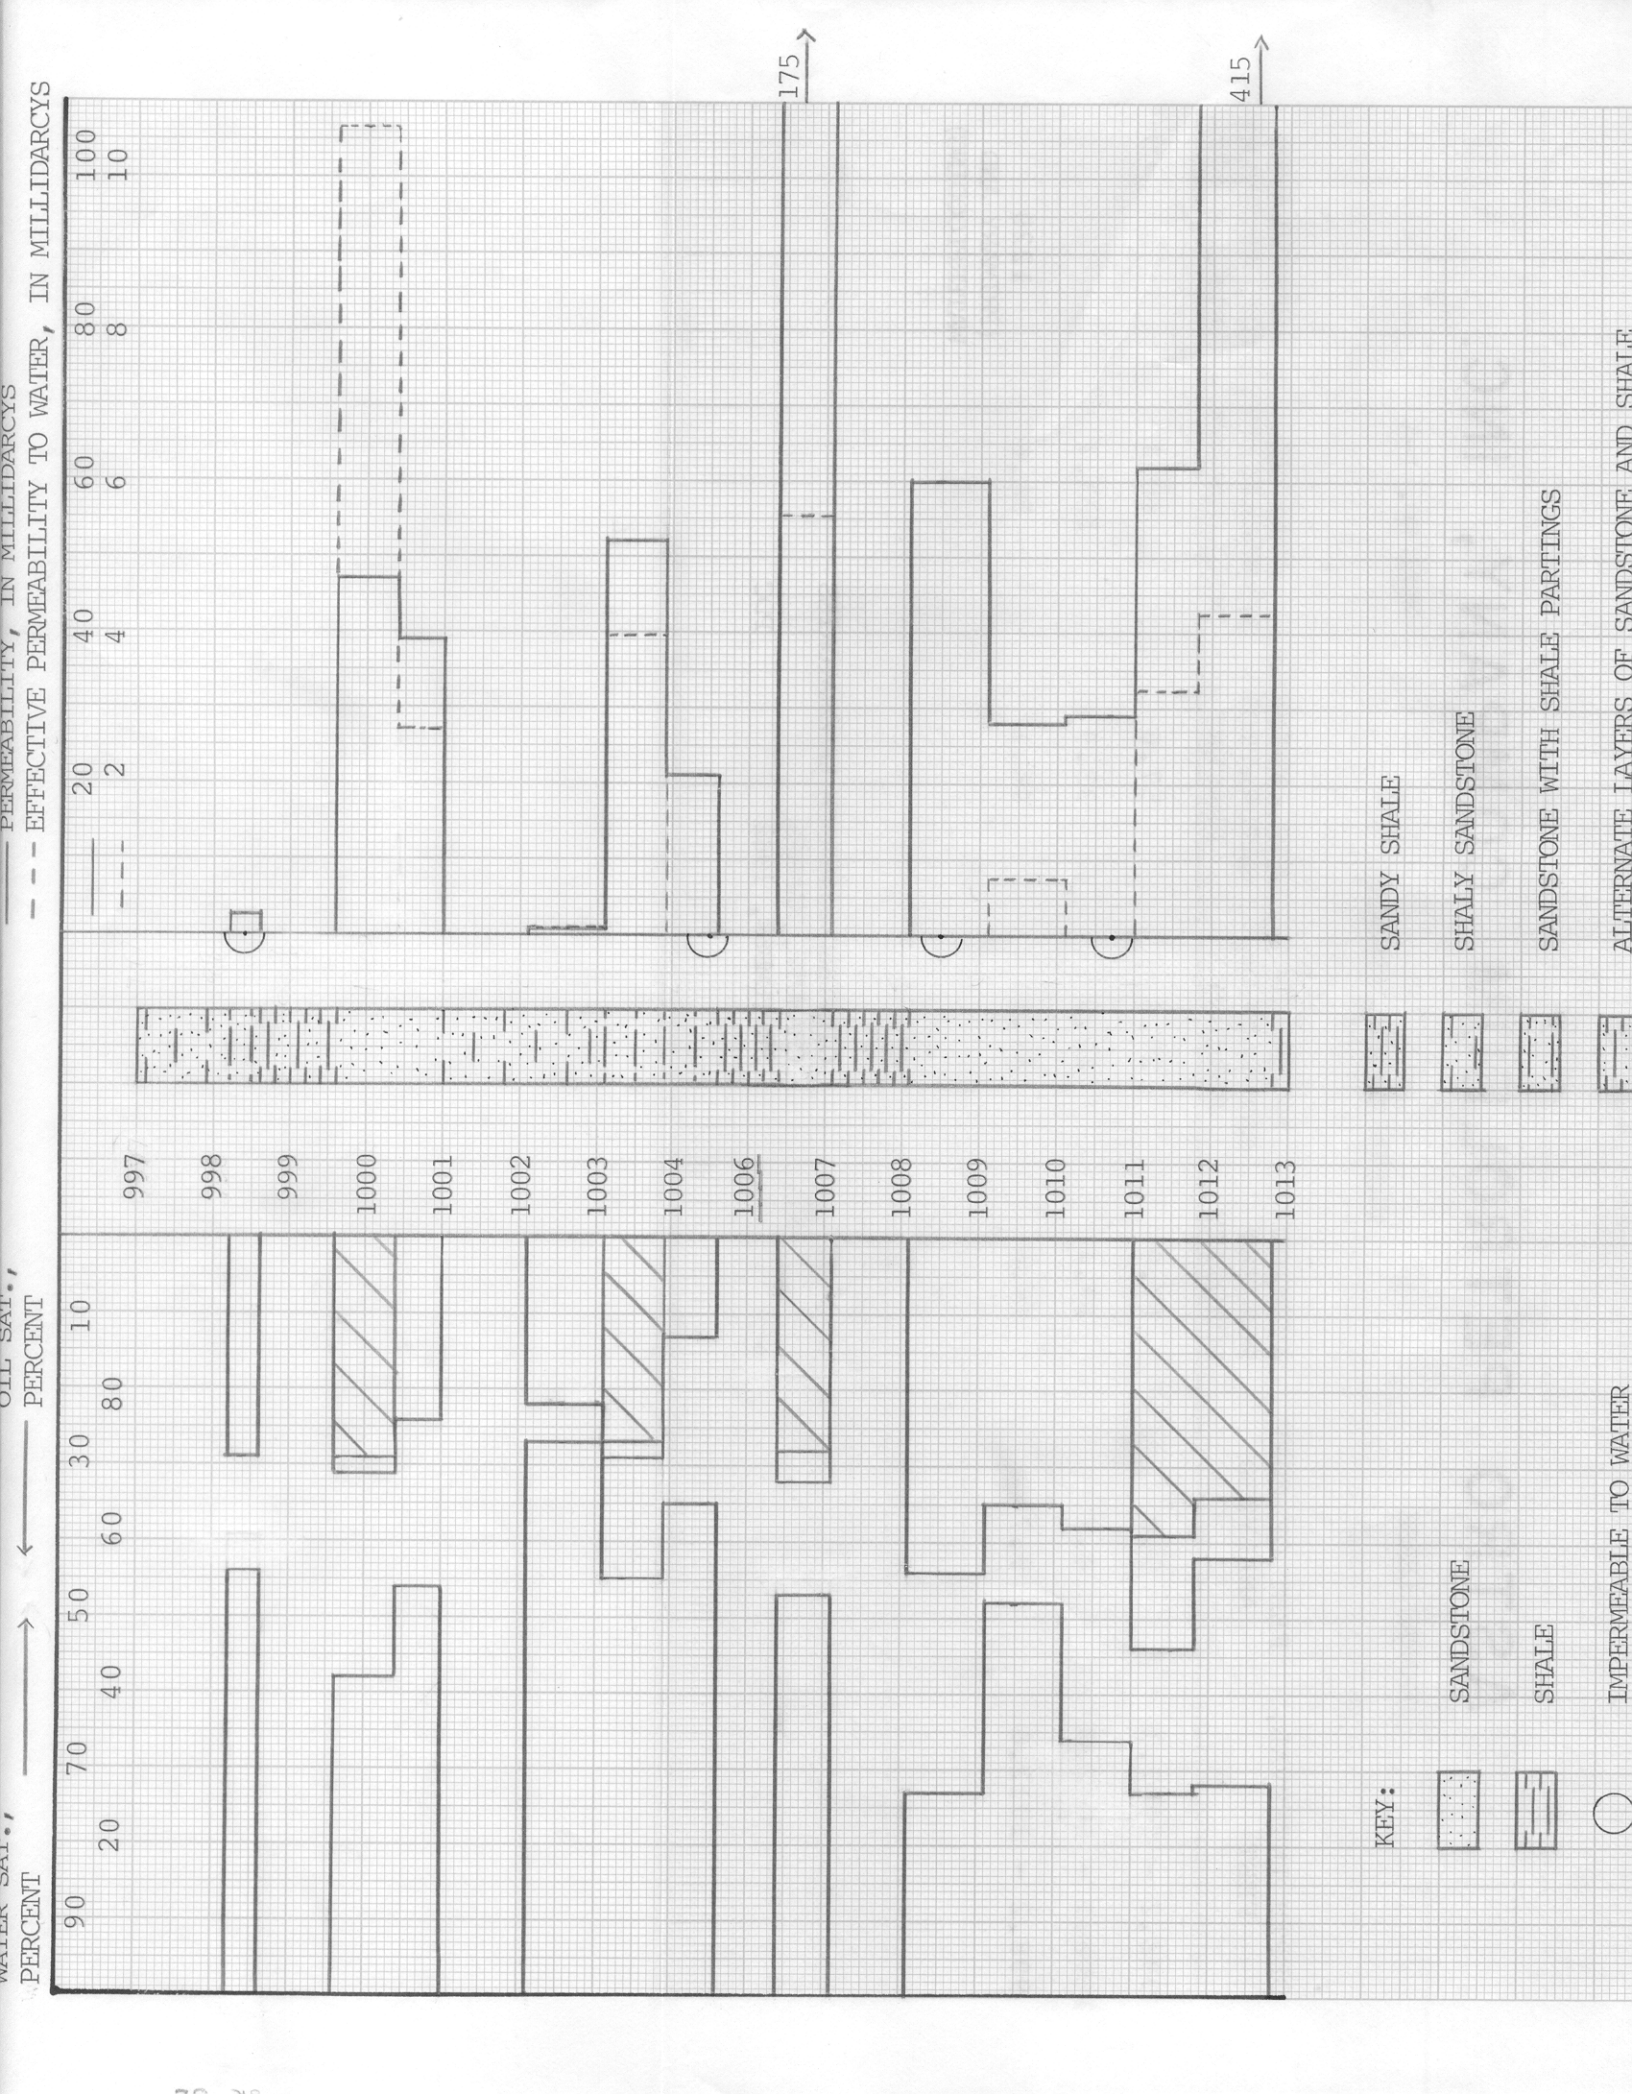 PERMEABILITY, IN MILLIDARCYS
EFFECTIVE PERMEABILITY TO WATER, IN MILLIDARCYS
20 40 60 80 100
2 4 6 8 10
OIL SAT.,
PERCENT
WATER SAT.,
PERCENT
90 70 50 30 10
20 40 60 80
997
998
999
1000
1001
1002
1003
1004
1006
1007
1008
1009
1010
1011
1012
1013
175
415
KEY:
SANDSTONE
SHALE
IMPERMEABLE TO WATER
SANDY SHALE
SHALY SANDSTONE
SANDSTONE WITH SHALE PARTINGS
ALTERNATE LAYERS OF SANDSTONE AND SHALE